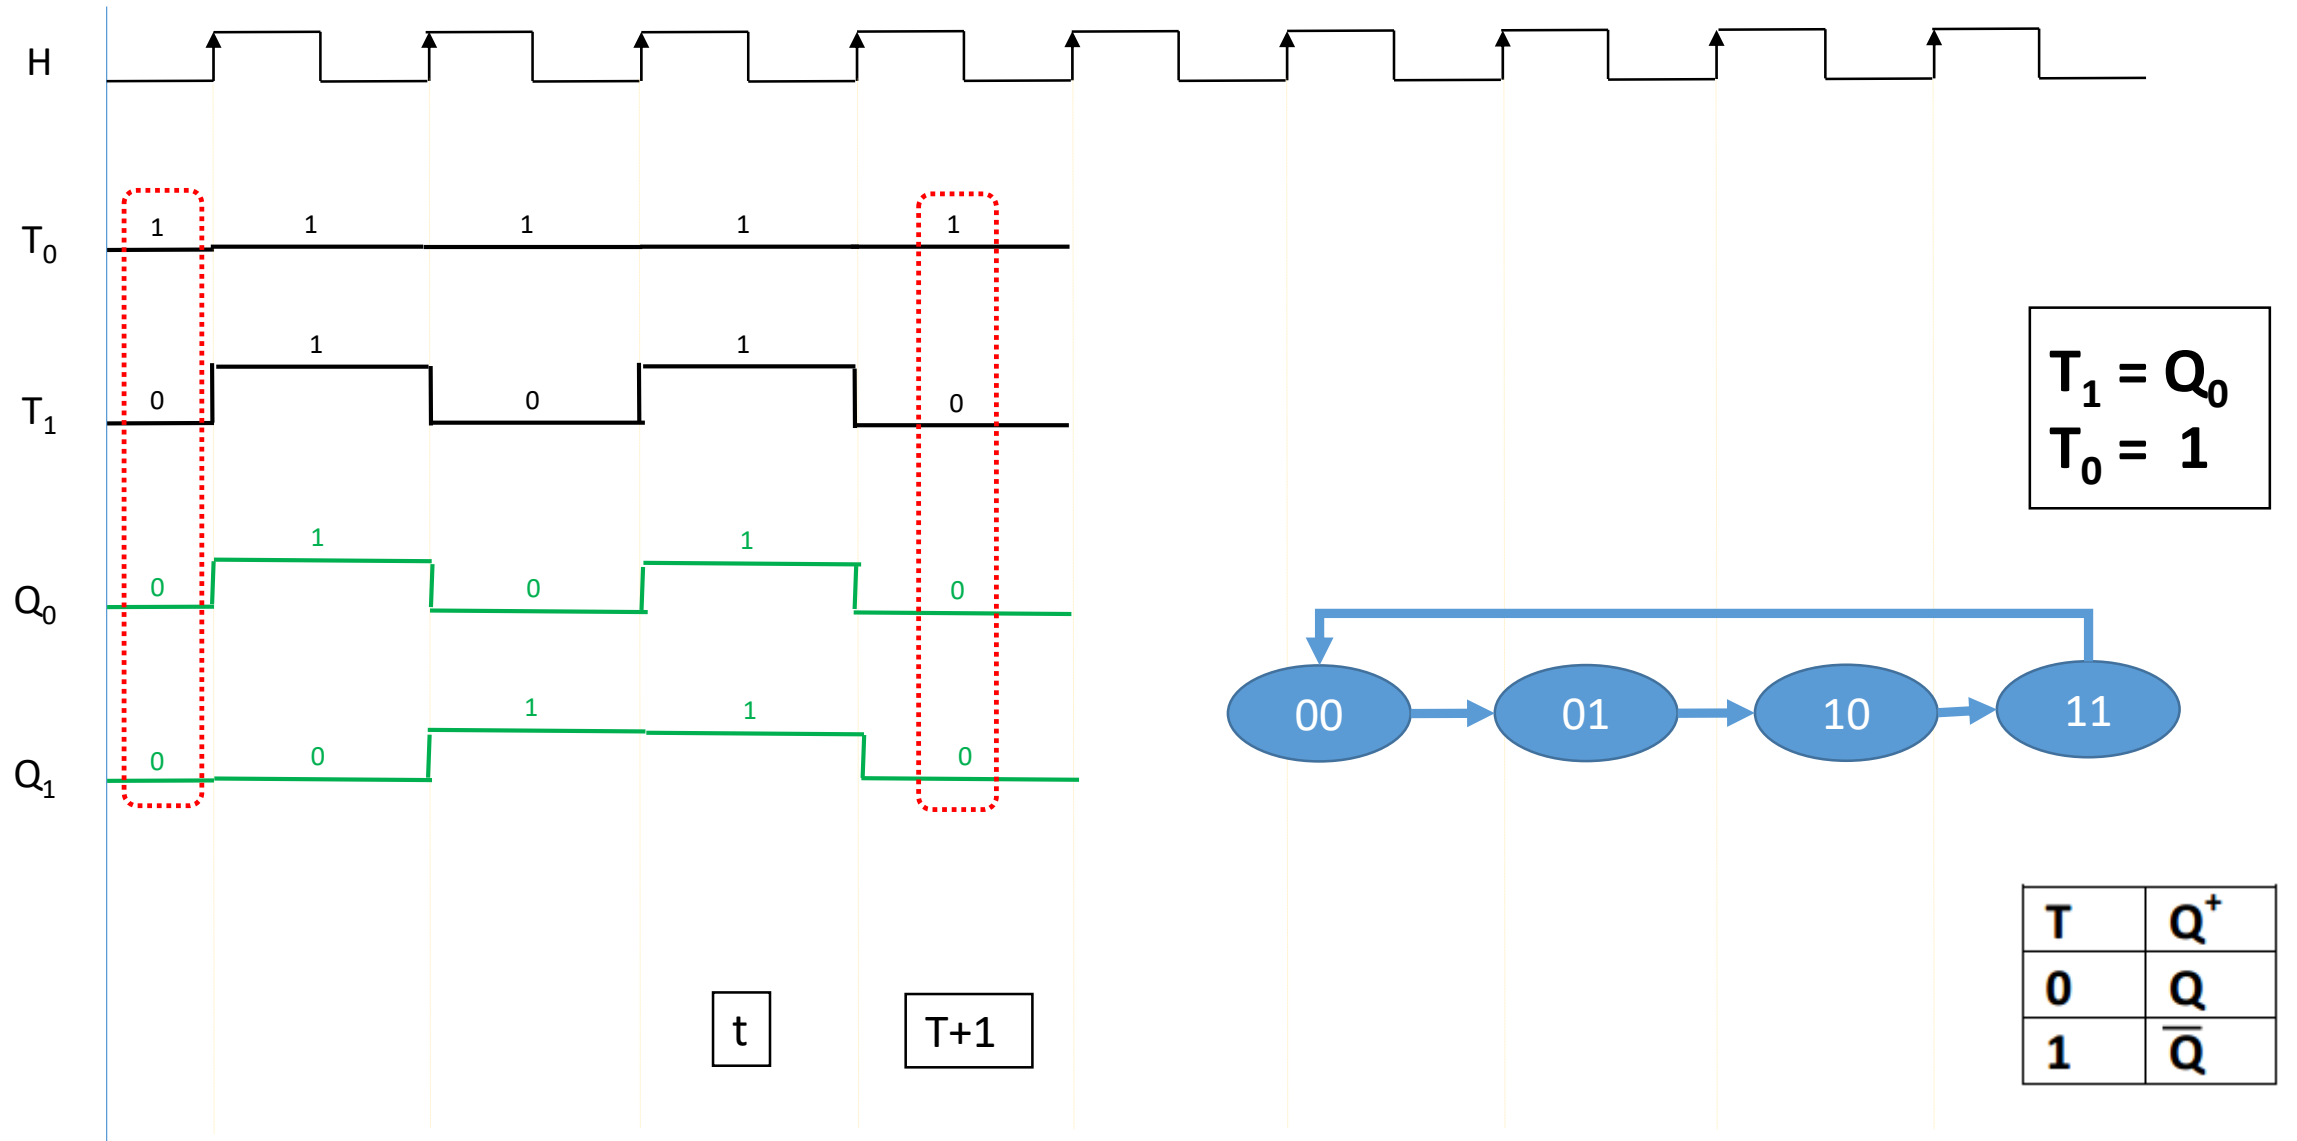 H
T0 1 1 1 1 1
T1 0 1 0 1 0
Q0 0 1 0 1 0
Q1 0 0 1 1 0
T1 = Q0
T0 = 1
00 01 10 11
t T+1
T Q+
0 Q
1 Q̅